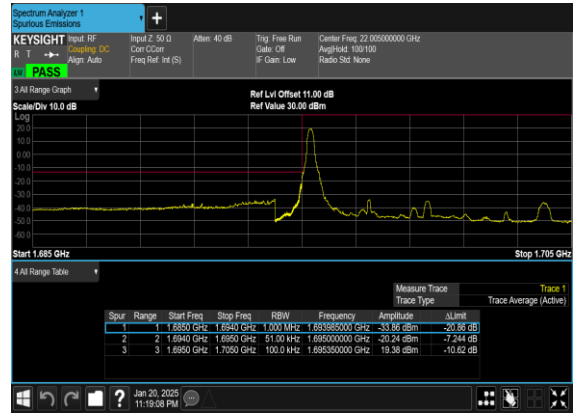 Spectrum Analyzer 1
Spurious Emissions
KEYSIGHT Input: RF Input Z: 50 Ω Atten: 40 dB Trig: Free Run Center Freq: 22.005000000 GHz
R T Coupling: DC Corr CCorr Gate: Off Avg|Hold: 100/100
Align: Auto Freq Ref: Int (S) IF Gain: Low Radio Std: None
PASS
3 All Range Graph
Ref Lvl Offset 11.00 dB
Scale/Div 10.0 dB Ref Value 30.00 dBm
Log
20.0
10.0
0.00
-10.0
-20.0
-30.0
-40.0
-50.0
-60.0
Start 1.685 GHz Stop 1.705 GHz
4 All Range Table
Measure Trace Trace 1
Trace Type Trace Average (Active)
Spur Range Start Freq Stop Freq RBW Frequency Amplitude ΔLimit
1 1 1.6850 GHz 1.6940 GHz 1.000 MHz 1.693985000 GHz -33.86 dBm -20.86 dB
2 2 1.6940 GHz 1.6950 GHz 51.00 kHz 1.695000000 GHz -20.24 dBm -7.244 dB
3 3 1.6950 GHz 1.7050 GHz 100.0 kHz 1.695350000 GHz 19.38 dBm -10.62 dB
? Jan 20, 2025
11:19:08 PM